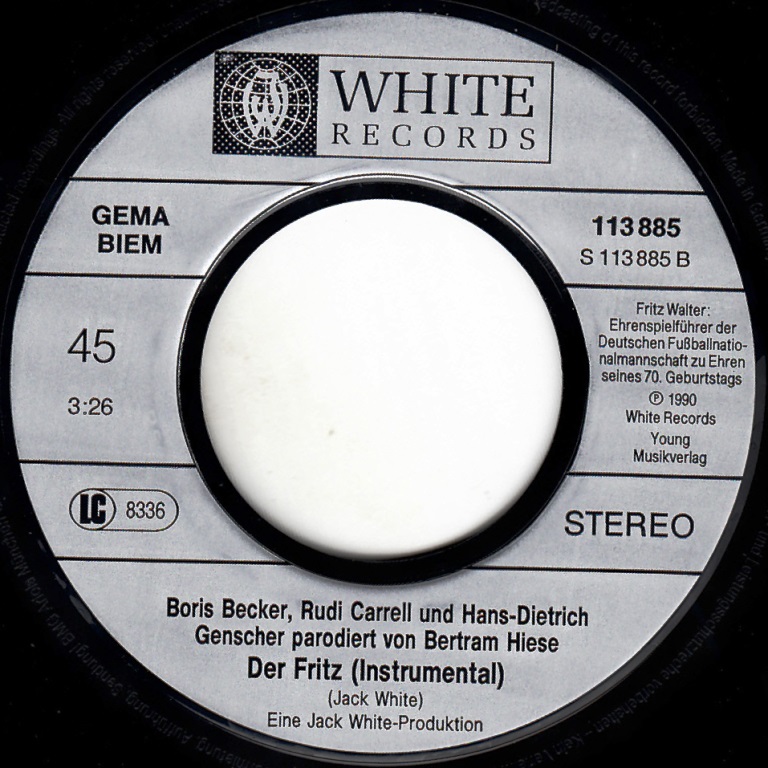 WHITE
RECORDS
GEMA
BIEM
113 885
S 113 885 B
45
3:26
Fritz Walter:
Ehrenspielführer der
Deutschen Fußballnatio-
nalmannschaft zu Ehren
seines 70. Geburtstags
℗ 1990
White Records
Young
Musikverlag
LC 8336
STEREO
Boris Becker, Rudi Carrell und Hans-Dietrich
Genscher parodiert von Bertram Hiese
Der Fritz (Instrumental)
(Jack White)
Eine Jack White-Produktion